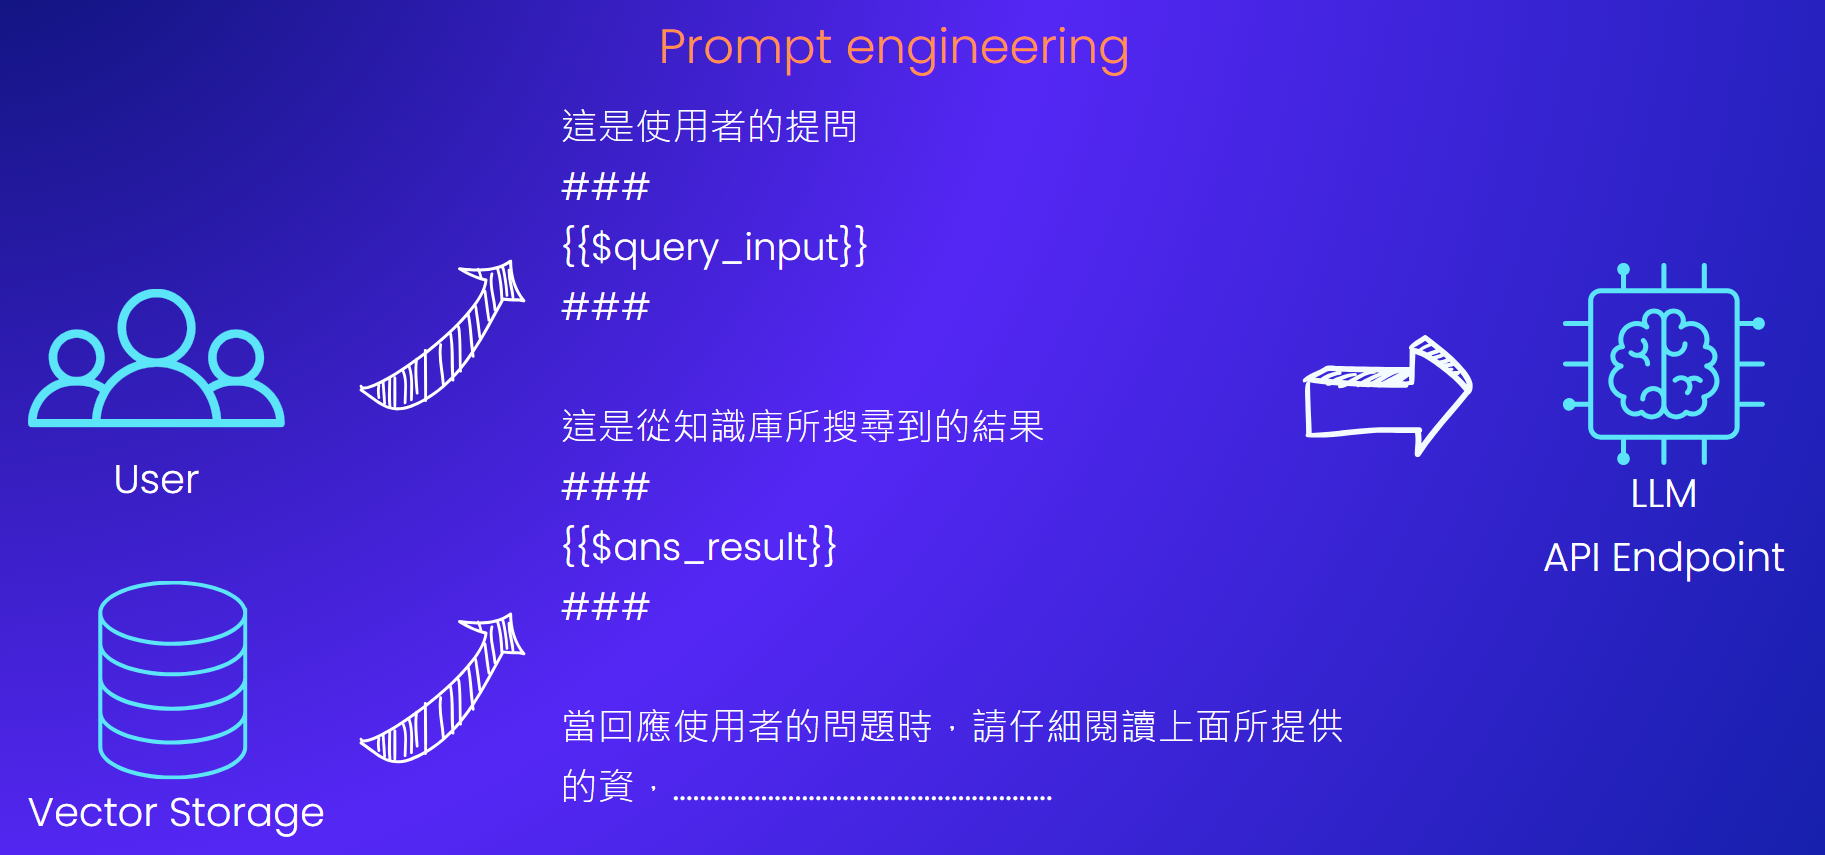 Prompt engineering
這是使用者的提問
###
{{$query_input}}
###
這是從知識庫所搜尋到的結果
###
{{$ans_result}}
###
當回應使用者的問題時，請仔細閱讀上面所提供
的資，........................................................
User
Vector Storage
LLM
API Endpoint